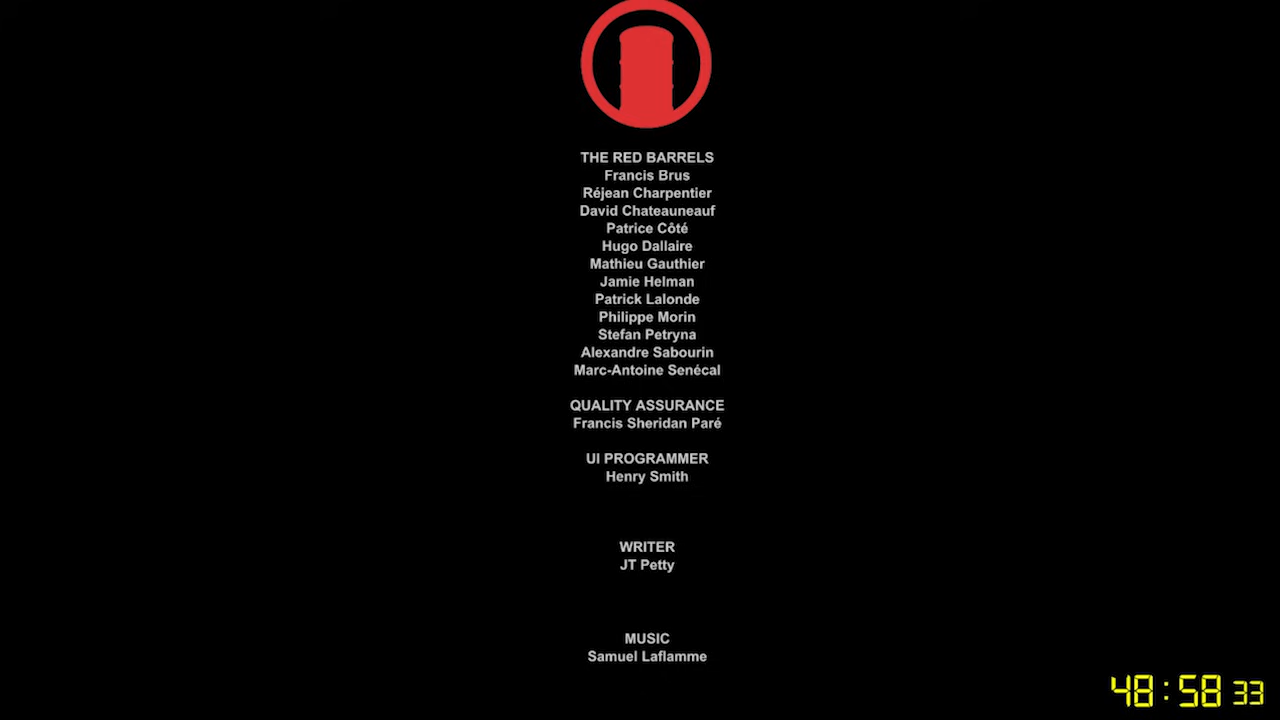 THE RED BARRELS
Francis Brus
Réjean Charpentier
David Chateauneuf
Patrice Côté
Hugo Dallaire
Mathieu Gauthier
Jamie Helman
Patrick Lalonde
Philippe Morin
Stefan Petryna
Alexandre Sabourin
Marc-Antoine Senécal
QUALITY ASSURANCE
Francis Sheridan Paré
UI PROGRAMMER
Henry Smith
WRITER
JT Petty
MUSIC
Samuel Laflamme
48:58 33